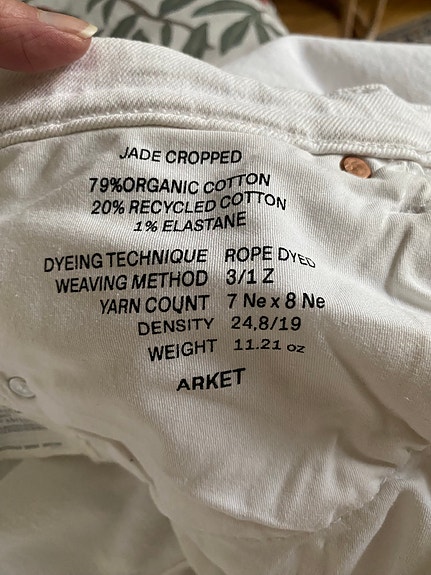 JADE CROPPED
79%ORGANIC COTTON
20% RECYCLED COTTON
1% ELASTANE
DYEING TECHNIQUE ROPE DYED
WEAVING METHOD 3/1 Z
YARN COUNT 7 Ne x 8 Ne
DENSITY 24,8/19
WEIGHT 11.21 oz
ARKET